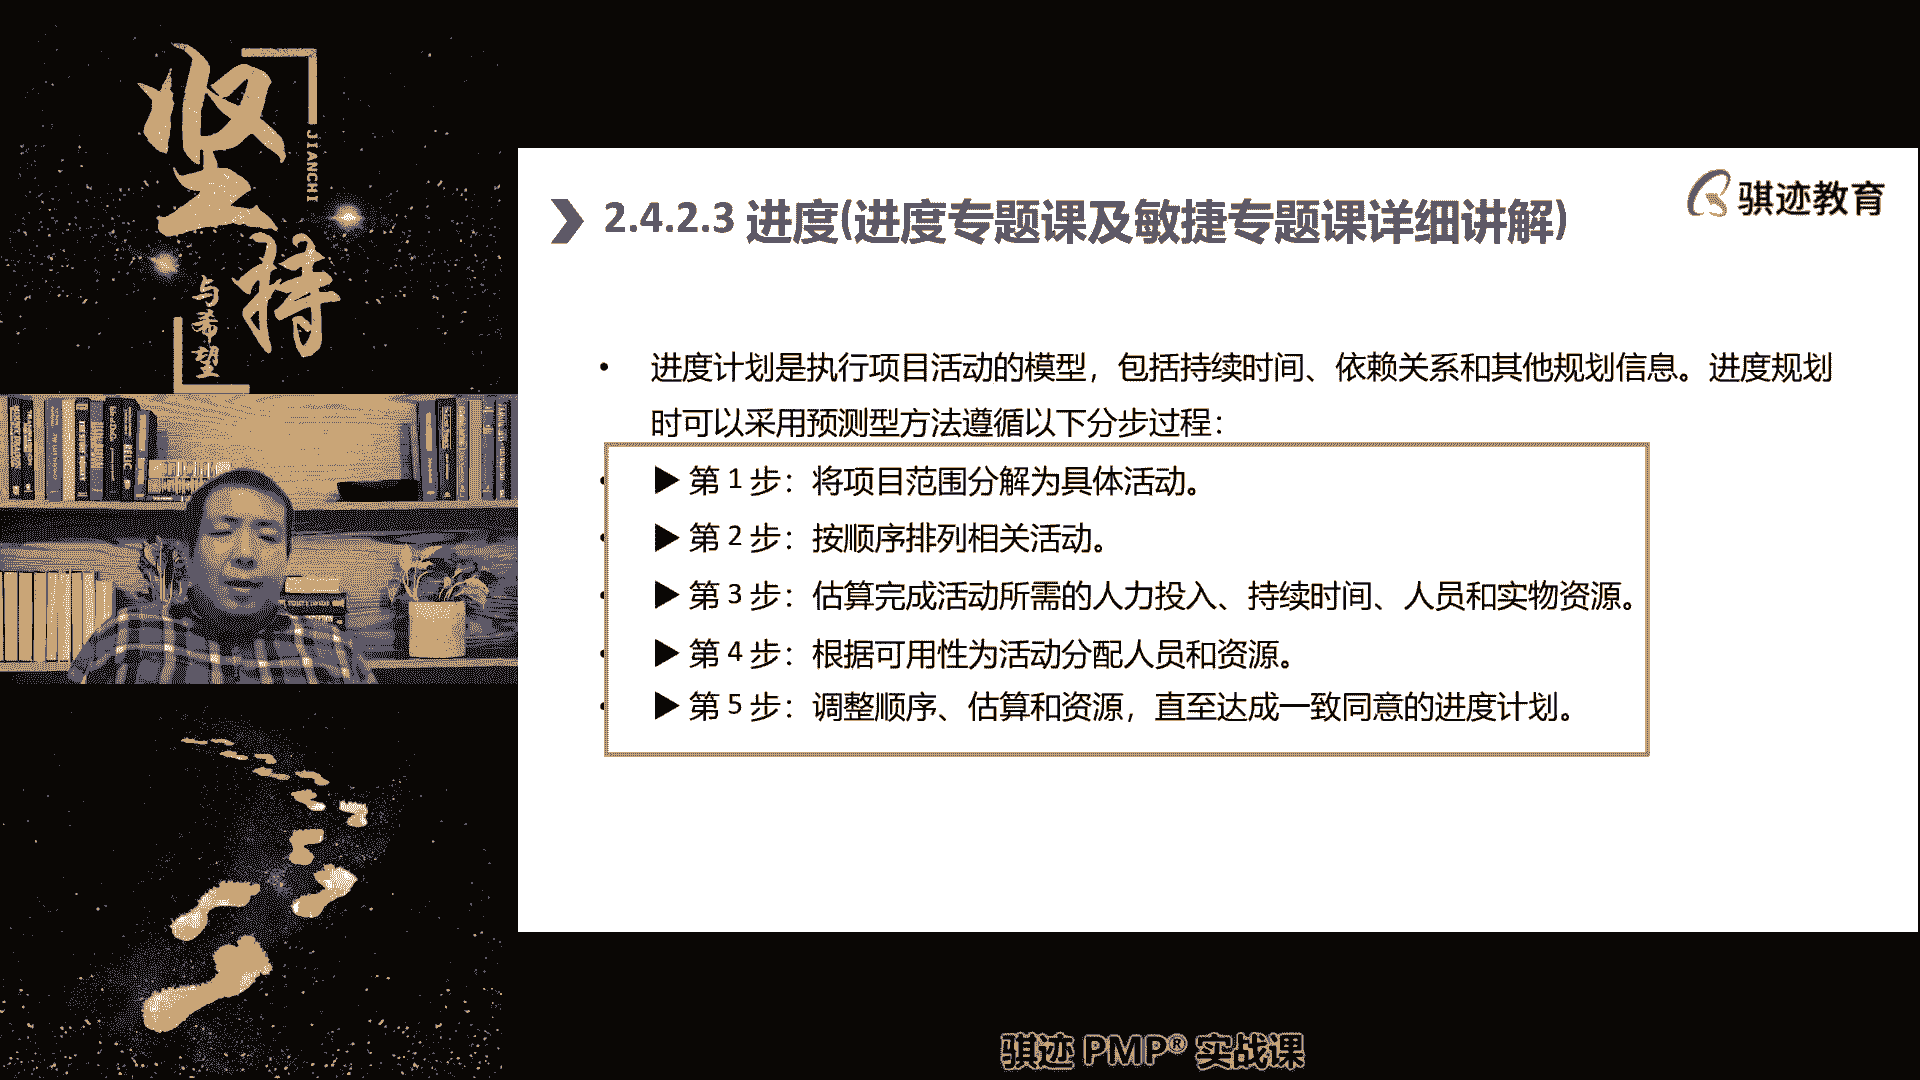 坚持
JIANCHI
与希望
骐迹教育
2.4.2.3 进度(进度专题课及敏捷专题课详细讲解)
• 进度计划是执行项目活动的模型，包括持续时间、依赖关系和其他规划信息。进度规划
时可以采用预测型方法遵循以下分步过程：
▶ 第 1 步：将项目范围分解为具体活动。
▶ 第 2 步：按顺序排列相关活动。
▶ 第 3 步：估算完成活动所需的人力投入、持续时间、人员和实物资源。
▶ 第 4 步：根据可用性为活动分配人员和资源。
▶ 第 5 步：调整顺序、估算和资源，直至达成一致同意的进度计划。
骐迹 PMP® 实战课